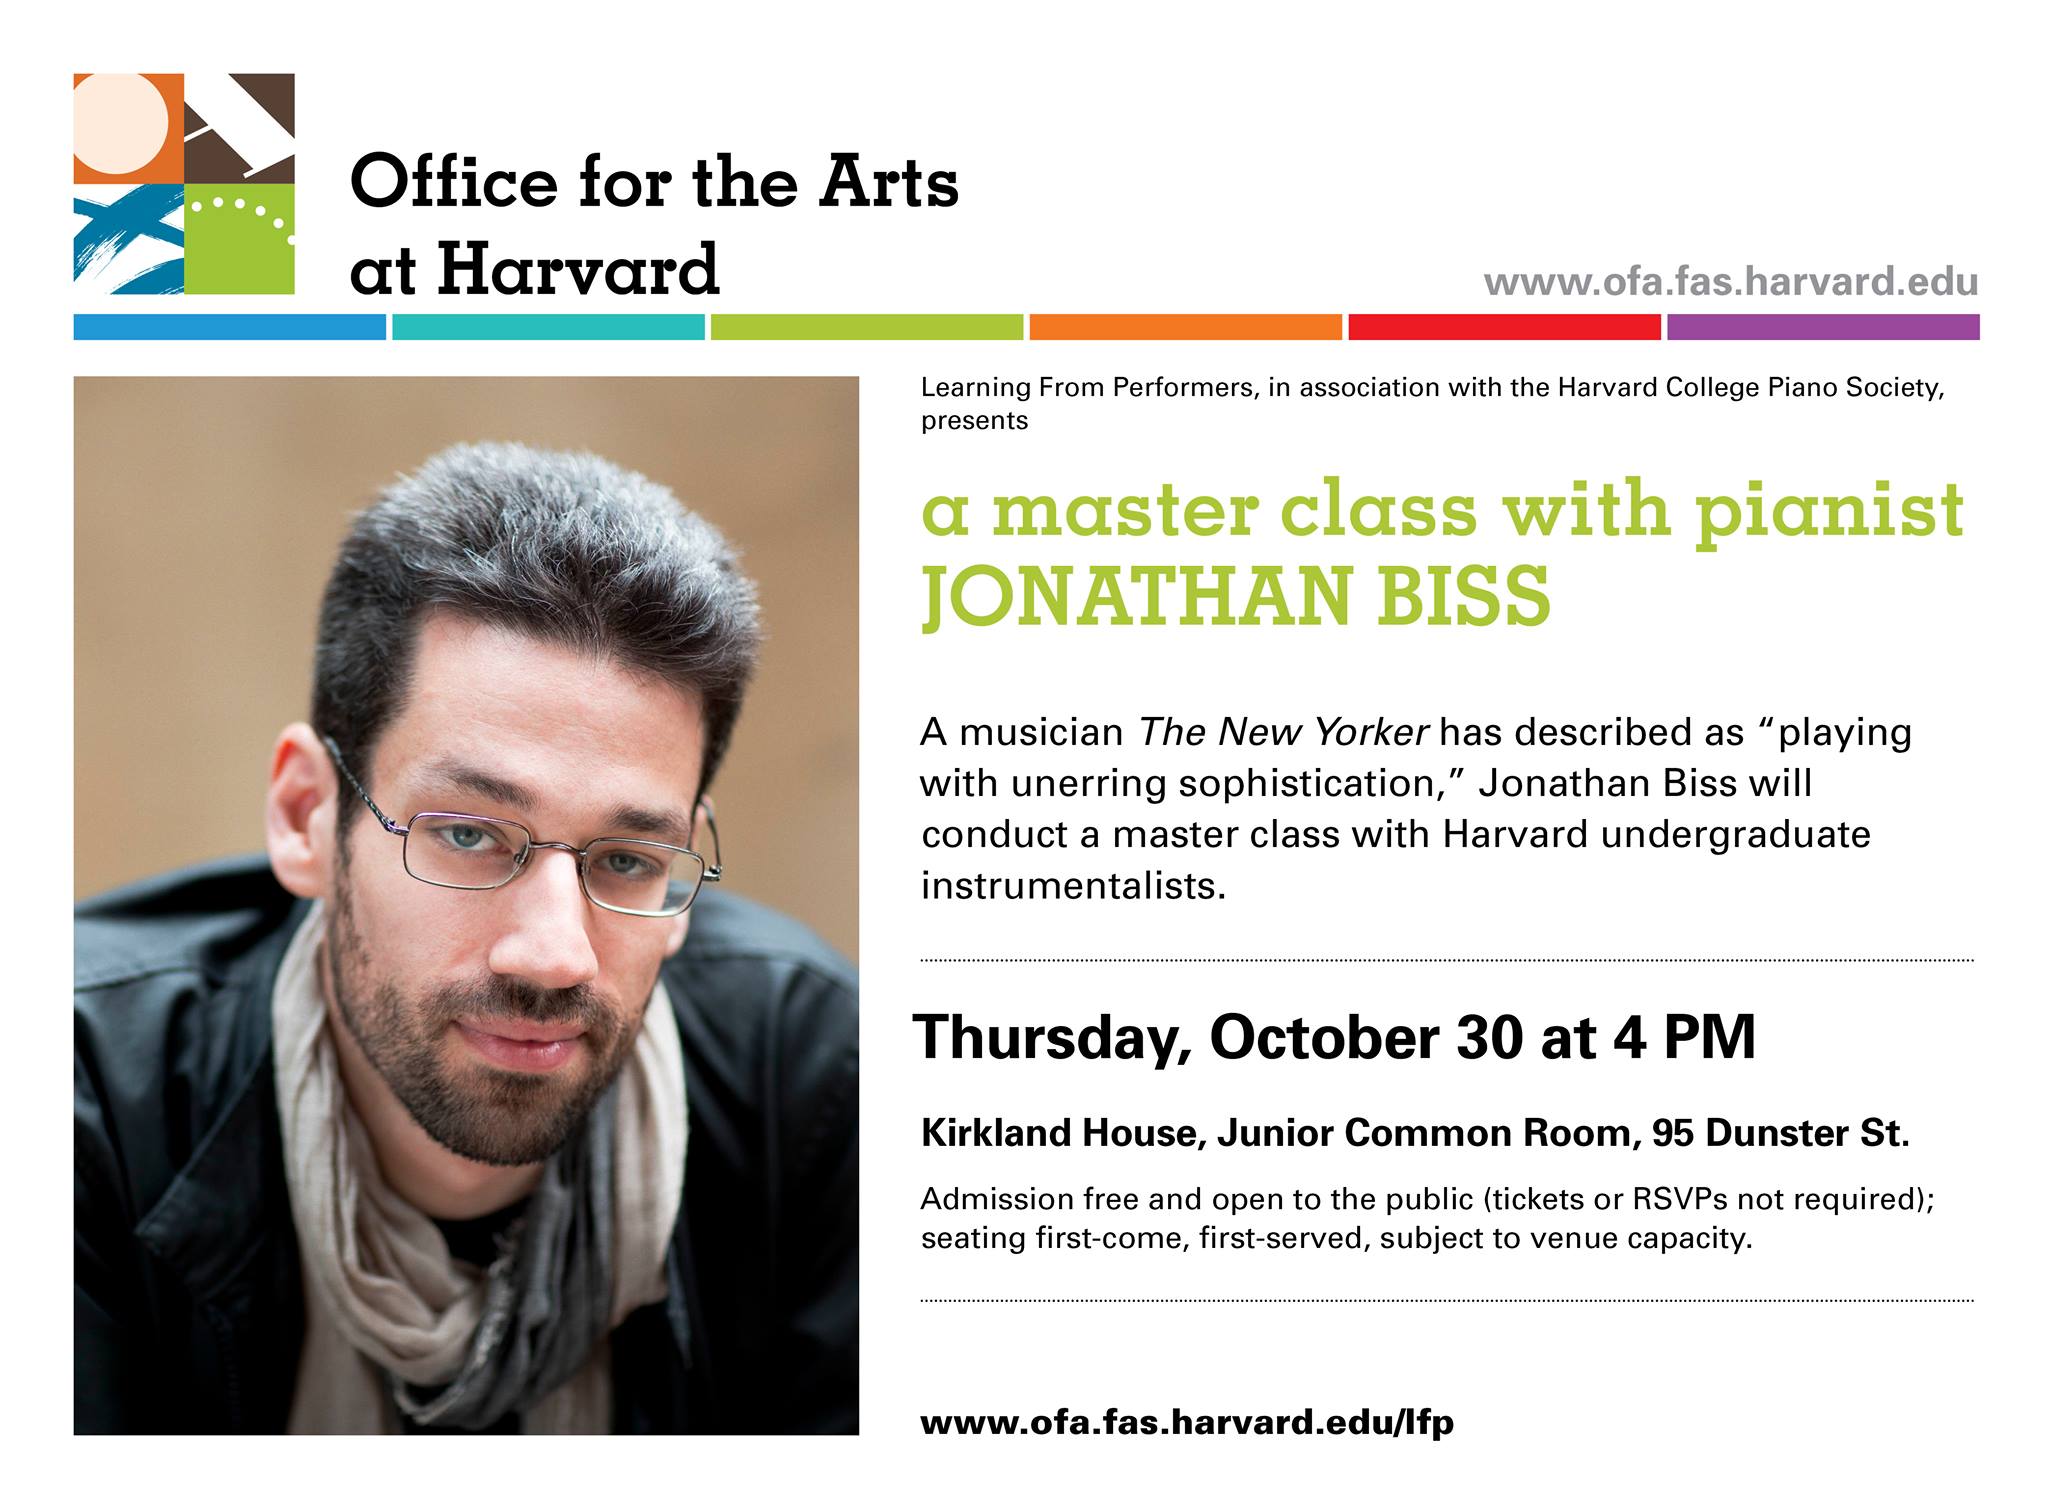 Office for the Arts
at Harvard
www.ofa.fas.harvard.edu
Learning From Performers, in association with the Harvard College Piano Society,
presents
a master class with pianist
JONATHAN BISS
A musician The New Yorker has described as “playing
with unerring sophistication,” Jonathan Biss will
conduct a master class with Harvard undergraduate
instrumentalists.
Thursday, October 30 at 4 PM
Kirkland House, Junior Common Room, 95 Dunster St.
Admission free and open to the public (tickets or RSVPs not required);
seating first-come, first-served, subject to venue capacity.
www.ofa.fas.harvard.edu/lfp